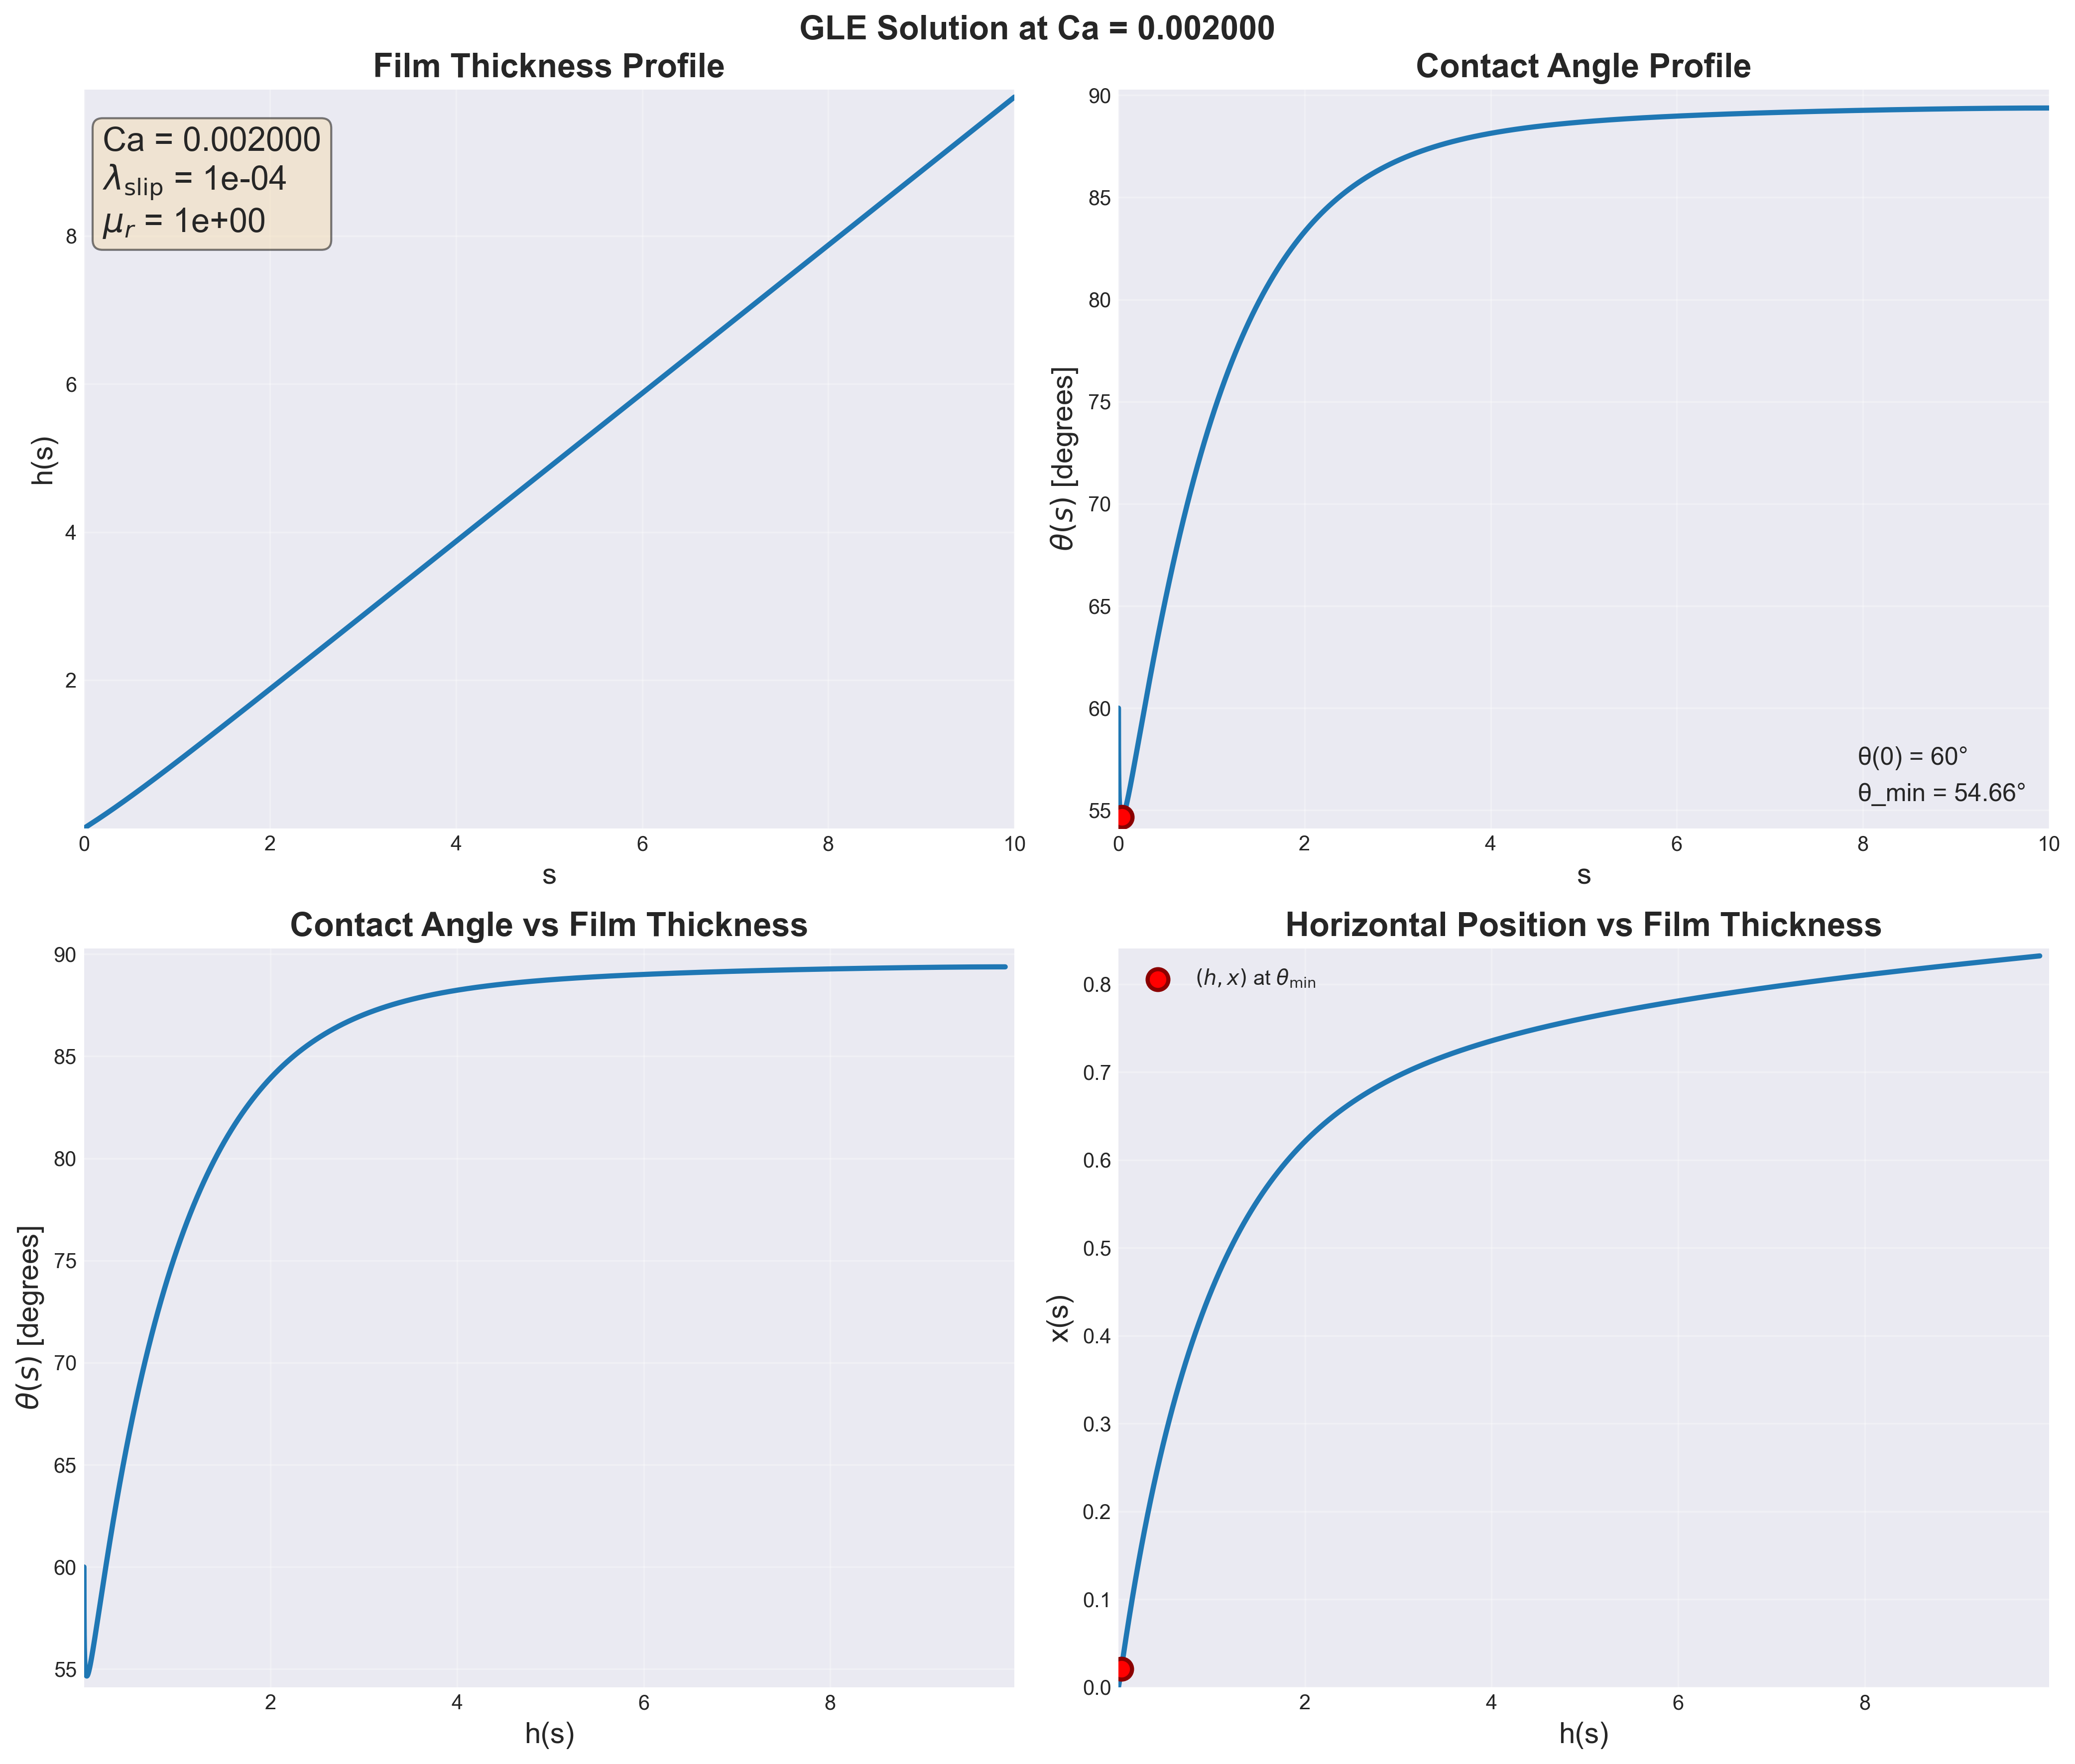 GLE Solution at Ca = 0.002000
Film Thickness Profile
Ca = 0.002000
λslip = 1e-04
μr = 1e+00
h(s)
8
6
4
2
0 2 4 6 8 10
s
Contact Angle Profile
θ(s) [degrees]
90
85
80
75
70
65
60
55
θ(0) = 60°
θ_min = 54.66°
0 2 4 6 8 10
s
Contact Angle vs Film Thickness
θ(s) [degrees]
90
85
80
75
70
65
60
55
2 4 6 8
h(s)
Horizontal Position vs Film Thickness
(h, x) at θmin
x(s)
0.8
0.7
0.6
0.5
0.4
0.3
0.2
0.1
0.0
2 4 6 8
h(s)